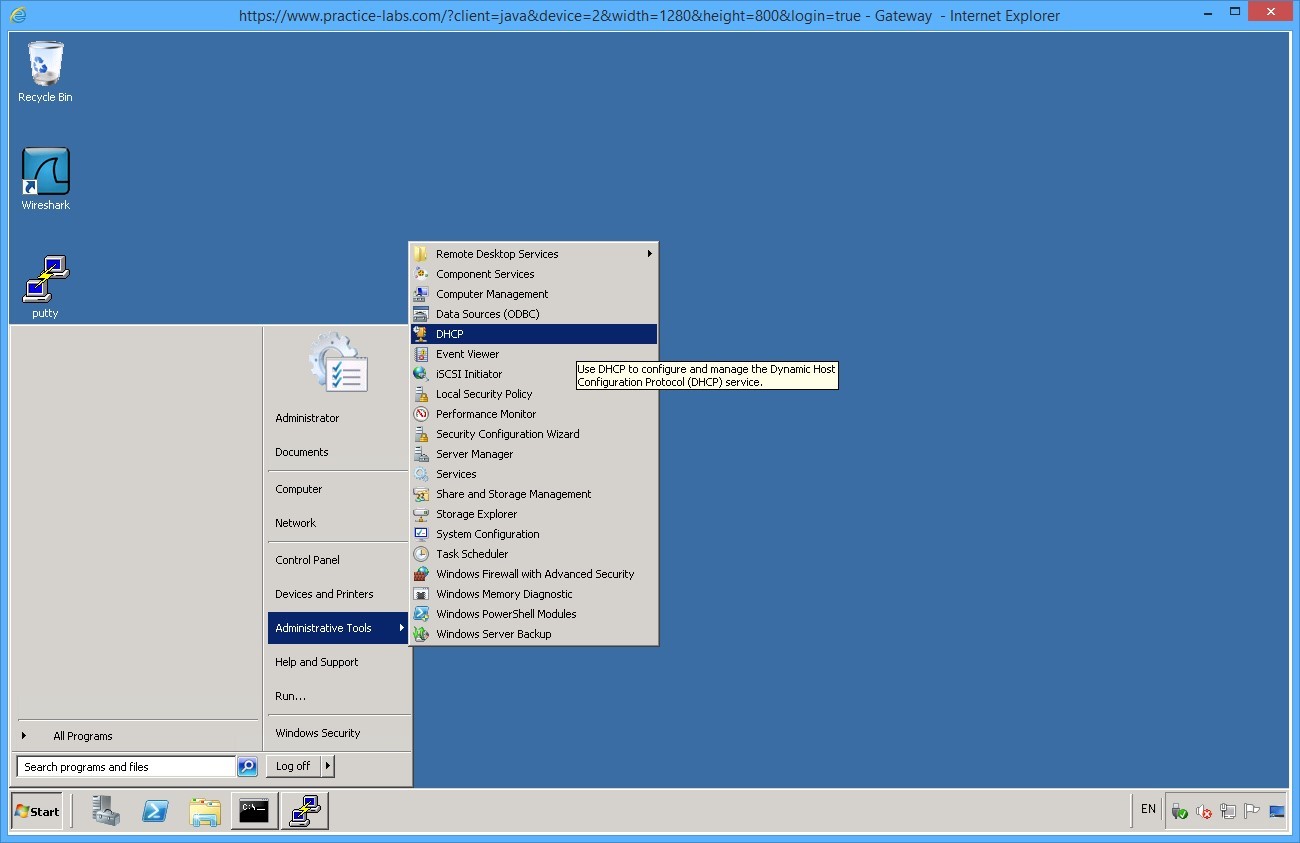 https://www.practice-labs.com/?client=java&device=2&width=1280&height=800&login=true - Gateway - Internet Explorer
Recycle Bin
Wireshark
putty
Administrator
Documents
Computer
Network
Control Panel
Devices and Printers
Administrative Tools
Help and Support
Run...
Windows Security
All Programs
Search programs and files
Log off
Remote Desktop Services
Component Services
Computer Management
Data Sources (ODBC)
DHCP
Event Viewer
iSCSI Initiator
Local Security Policy
Performance Monitor
Security Configuration Wizard
Server Manager
Services
Share and Storage Management
Storage Explorer
System Configuration
Task Scheduler
Windows Firewall with Advanced Security
Windows Memory Diagnostic
Windows PowerShell Modules
Windows Server Backup
Use DHCP to configure and manage the Dynamic Host
Configuration Protocol (DHCP) service.
Start
C:\
EN